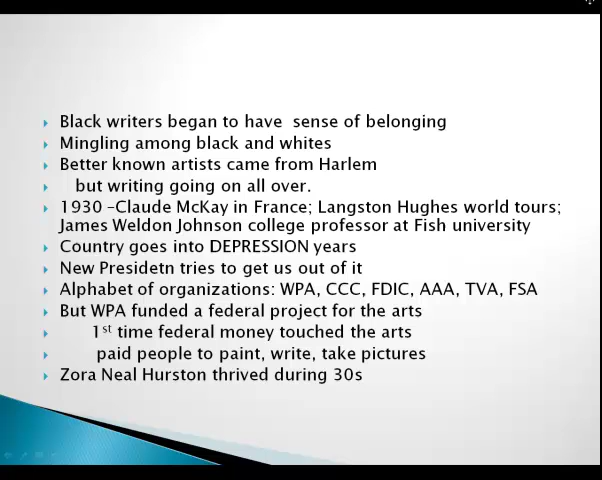 Black writers began to have sense of belonging
Mingling among black and whites
Better known artists came from Harlem
but writing going on all over.
1930 –Claude McKay in France; Langston Hughes world tours;
James Weldon Johnson college professor at Fish university
Country goes into DEPRESSION years
New Presidetn tries to get us out of it
Alphabet of organizations: WPA, CCC, FDIC, AAA, TVA, FSA
But WPA funded a federal project for the arts
1st time federal money touched the arts
paid people to paint, write, take pictures
Zora Neal Hurston thrived during 30s